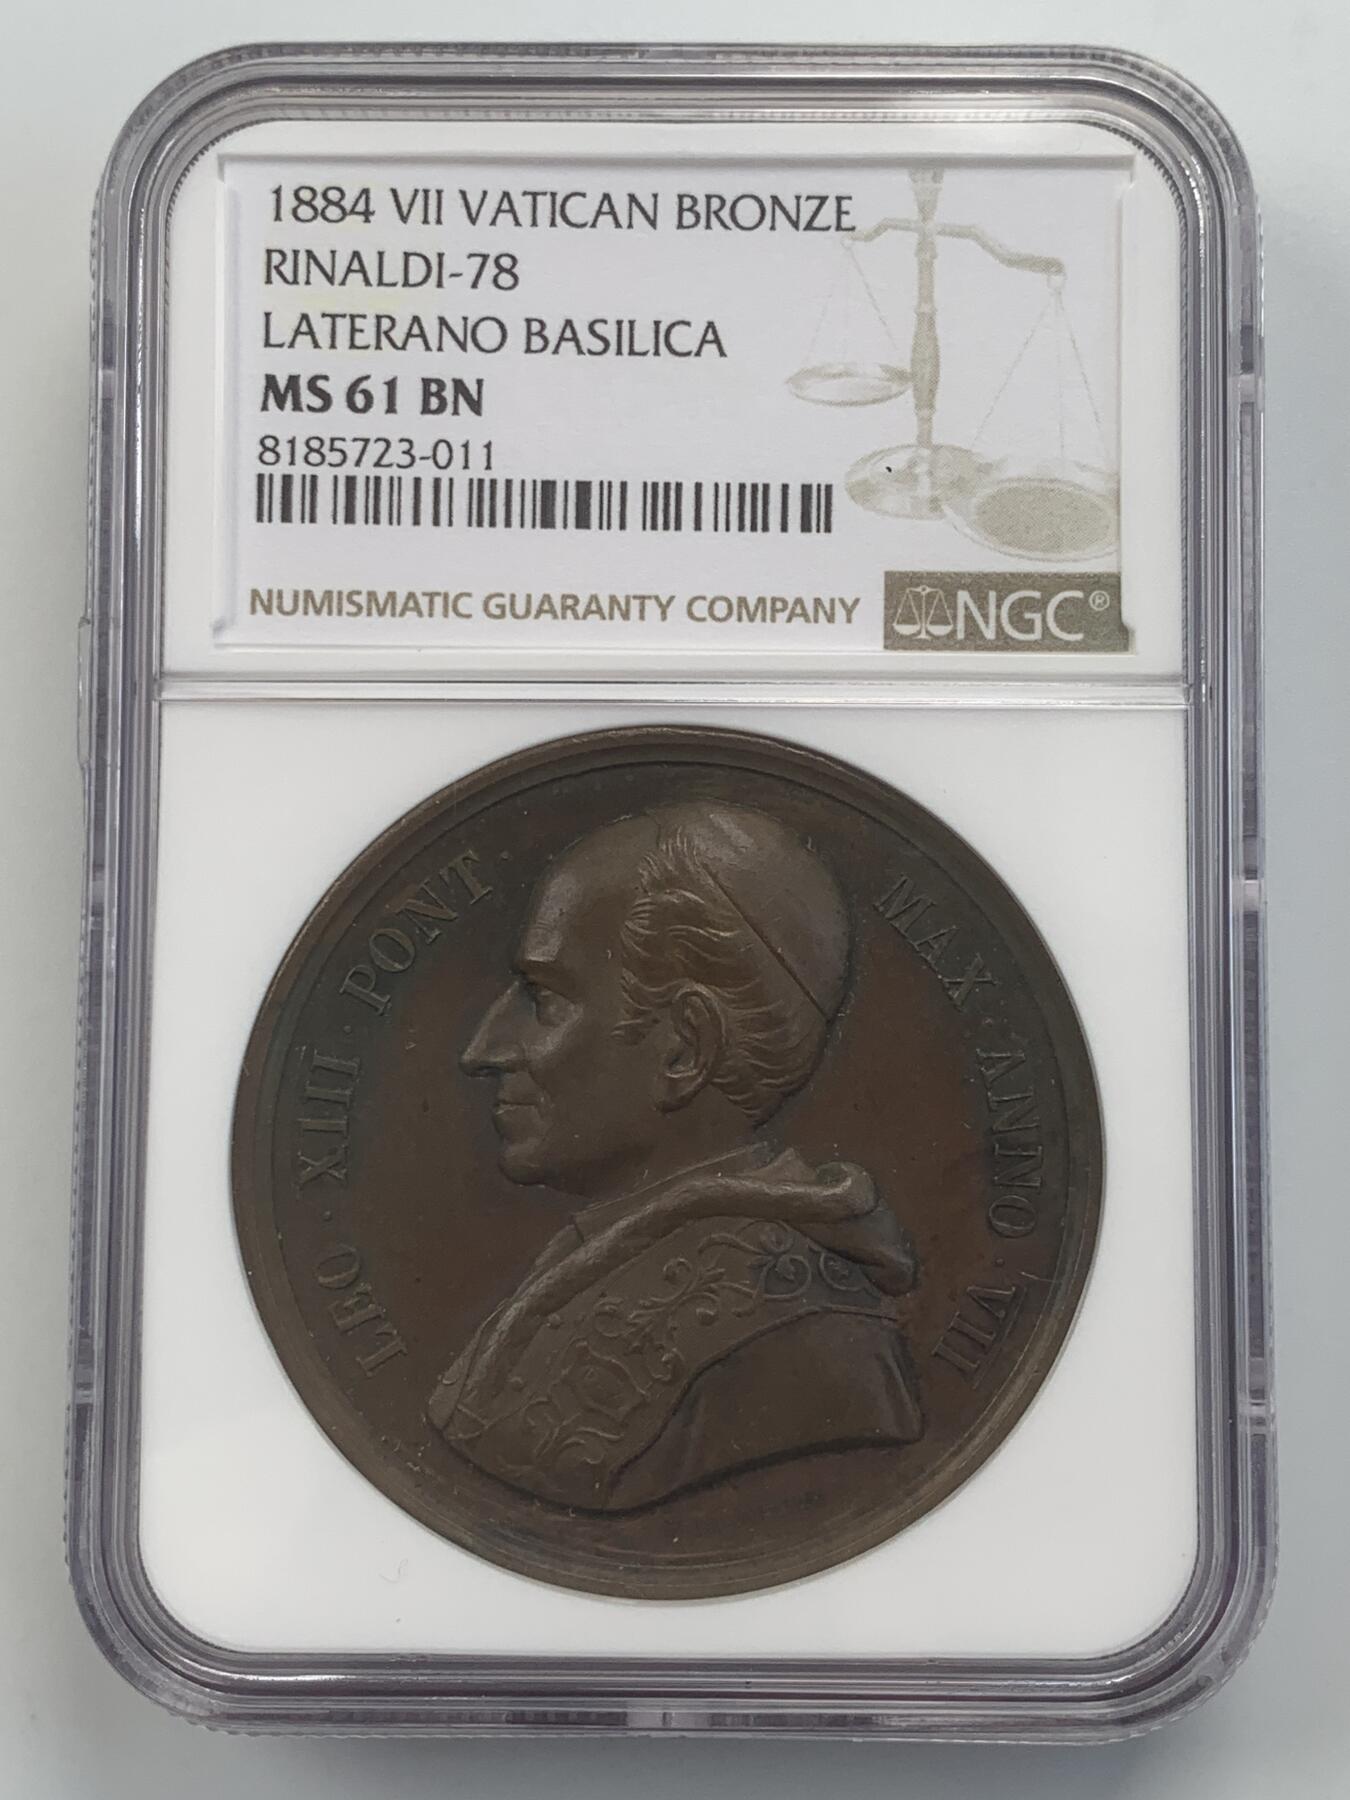 1884 VII VATICAN BRONZE
RINALDI-78
LATERANO BASILICA
MS 61 BN
8185723-011
NUMISMATIC GUARANTY COMPANY
NGC®
LEO · XIII · PONT · MAX · ANNO · VII